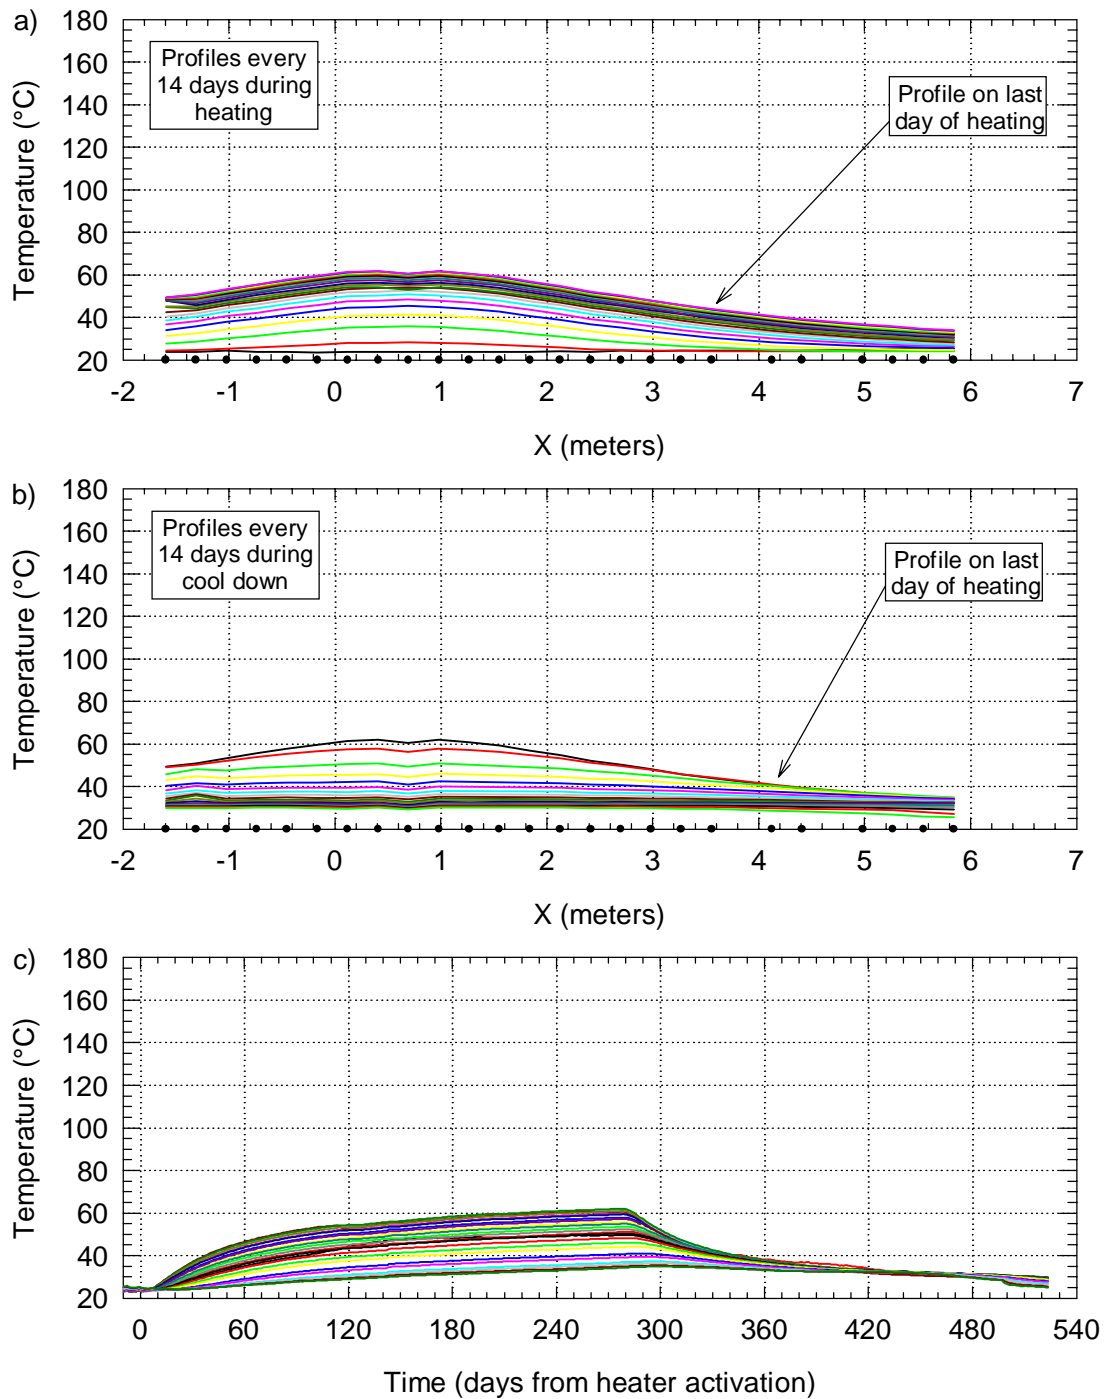 a)
180
160
140
120
100
80
60
40
20
Temperature (°C)
Profiles every
14 days during
heating
Profile on last
day of heating
-2 -1 0 1 2 3 4 5 6 7
X (meters)
b)
180
160
140
120
100
80
60
40
20
Temperature (°C)
Profiles every
14 days during
cool down
Profile on last
day of heating
-2 -1 0 1 2 3 4 5 6 7
X (meters)
c)
180
160
140
120
100
80
60
40
20
Temperature (°C)
0 60 120 180 240 300 360 420 480 540
Time (days from heater activation)